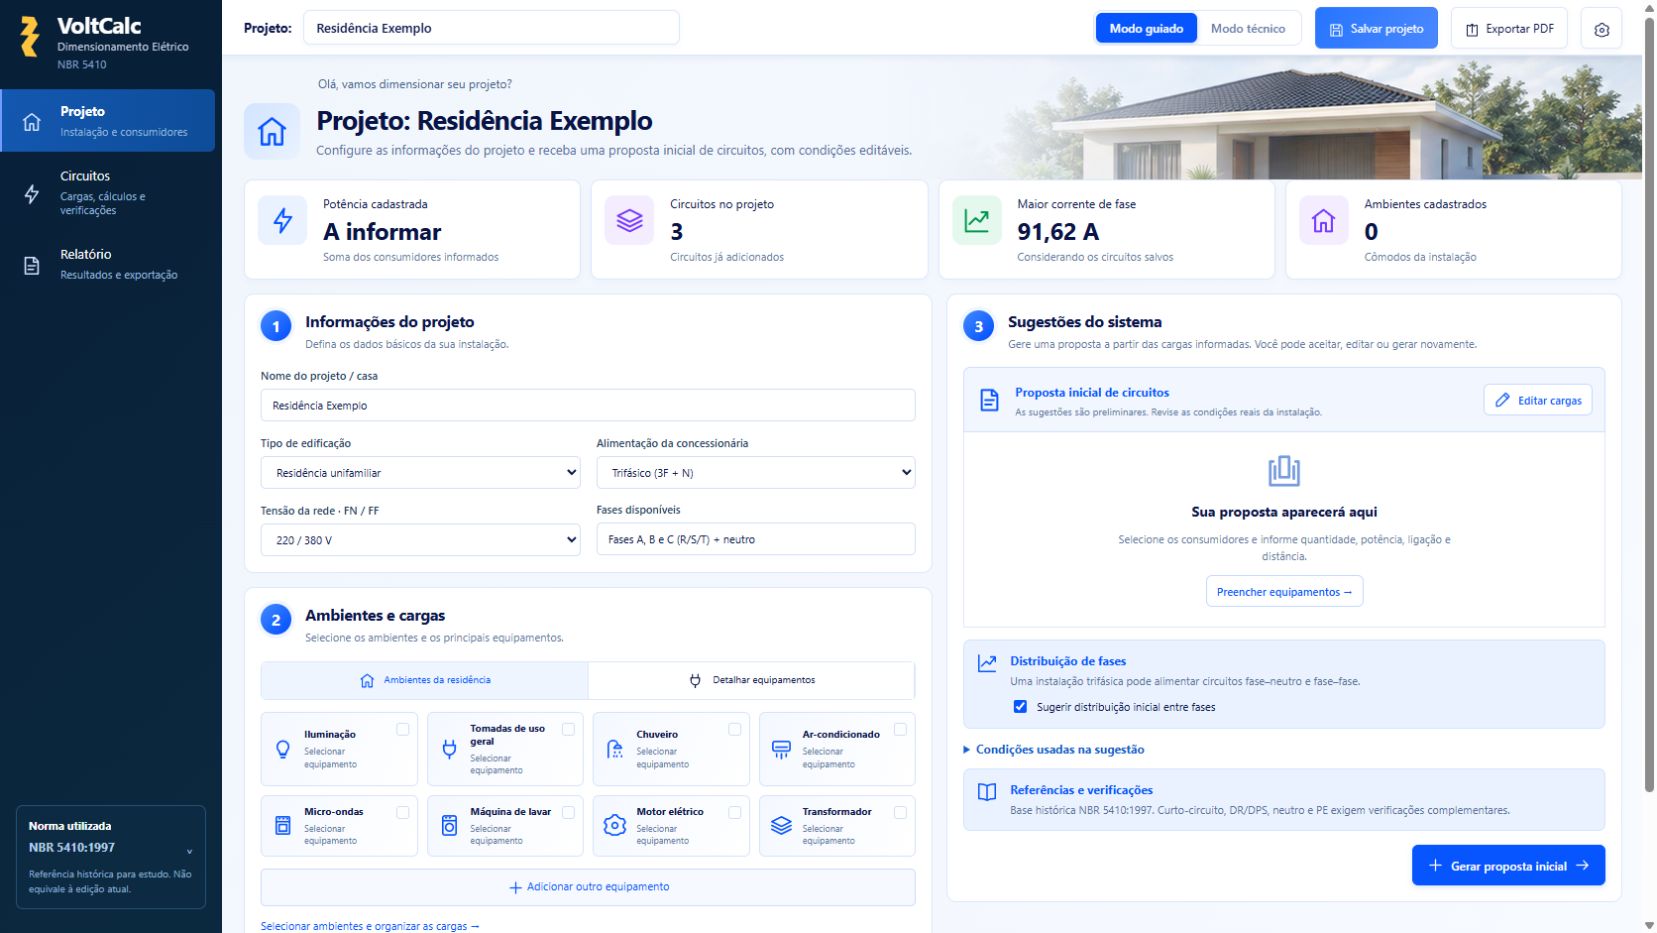 VoltCalc
Dimensionamento Elétrico
NBR 5410
Projeto
Instalação e consumidores
Circuitos
Cargas, cálculos e
verificações
Relatório
Resultados e exportação
Norma utilizada
NBR 5410:1997
Referência histórica para estudo. Não
equivale à edição atual.
Projeto:
Residência Exemplo
Modo guiado
Modo técnico
Salvar projeto
Exportar PDF
Olá, vamos dimensionar seu projeto?
Projeto: Residência Exemplo
Configure as informações do projeto e receba uma proposta inicial de circuitos, com condições editáveis.
Potência cadastrada
A informar
Soma dos consumidores informados
Circuitos no projeto
3
Circuitos já adicionados
Maior corrente de fase
91,62 A
Considerando os circuitos salvos
Ambientes cadastrados
0
Cômodos da instalação
1
Informações do projeto
Defina os dados básicos da sua instalação.
Nome do projeto / casa
Residência Exemplo
Tipo de edificação
Residência unifamiliar
Alimentação da concessionária
Trifásico (3F + N)
Tensão da rede · FN / FF
220 / 380 V
Fases disponíveis
Fases A, B e C (R/S/T) + neutro
2
Ambientes e cargas
Selecione os ambientes e os principais equipamentos.
Ambientes da residência
Detalhar equipamentos
Iluminação
Selecionar
equipamento
Tomadas de uso
geral
Selecionar
equipamento
Chuveiro
Selecionar
equipamento
Ar-condicionado
Selecionar
equipamento
Micro-ondas
Selecionar
equipamento
Máquina de lavar
Selecionar
equipamento
Motor elétrico
Selecionar
equipamento
Transformador
Selecionar
equipamento
+ Adicionar outro equipamento
Selecionar ambientes e organizar as cargas →
3
Sugestões do sistema
Gere uma proposta a partir das cargas informadas. Você pode aceitar, editar ou gerar novamente.
Proposta inicial de circuitos
As sugestões são preliminares. Revise as condições reais da instalação.
Editar cargas
Sua proposta aparecerá aqui
Selecione os consumidores e informe quantidade, potência, ligação e
distância.
Preencher equipamentos →
Distribuição de fases
Uma instalação trifásica pode alimentar circuitos fase–neutro e fase–fase.
Sugerir distribuição inicial entre fases
Condições usadas na sugestão
Referências e verificações
Base histórica NBR 5410:1997. Curto-circuito, DR/DPS, neutro e PE exigem verificações complementares.
+ Gerar proposta inicial →